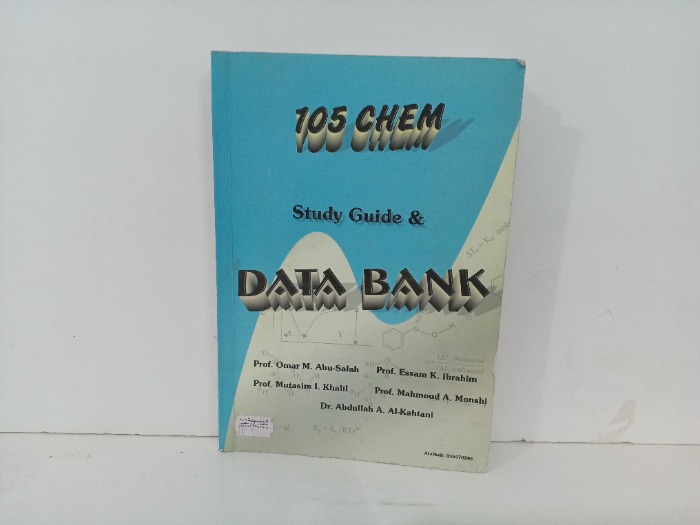 105 CHEM
Study Guide &
DATA BANK
Prof. Omar M. Abu-Salah Prof. Essam K. Ibrahim
Prof. Mutasim I. Khalil Prof. Mahmoud A. Monshi
Dr. Abdullah A. Al-Kahtani